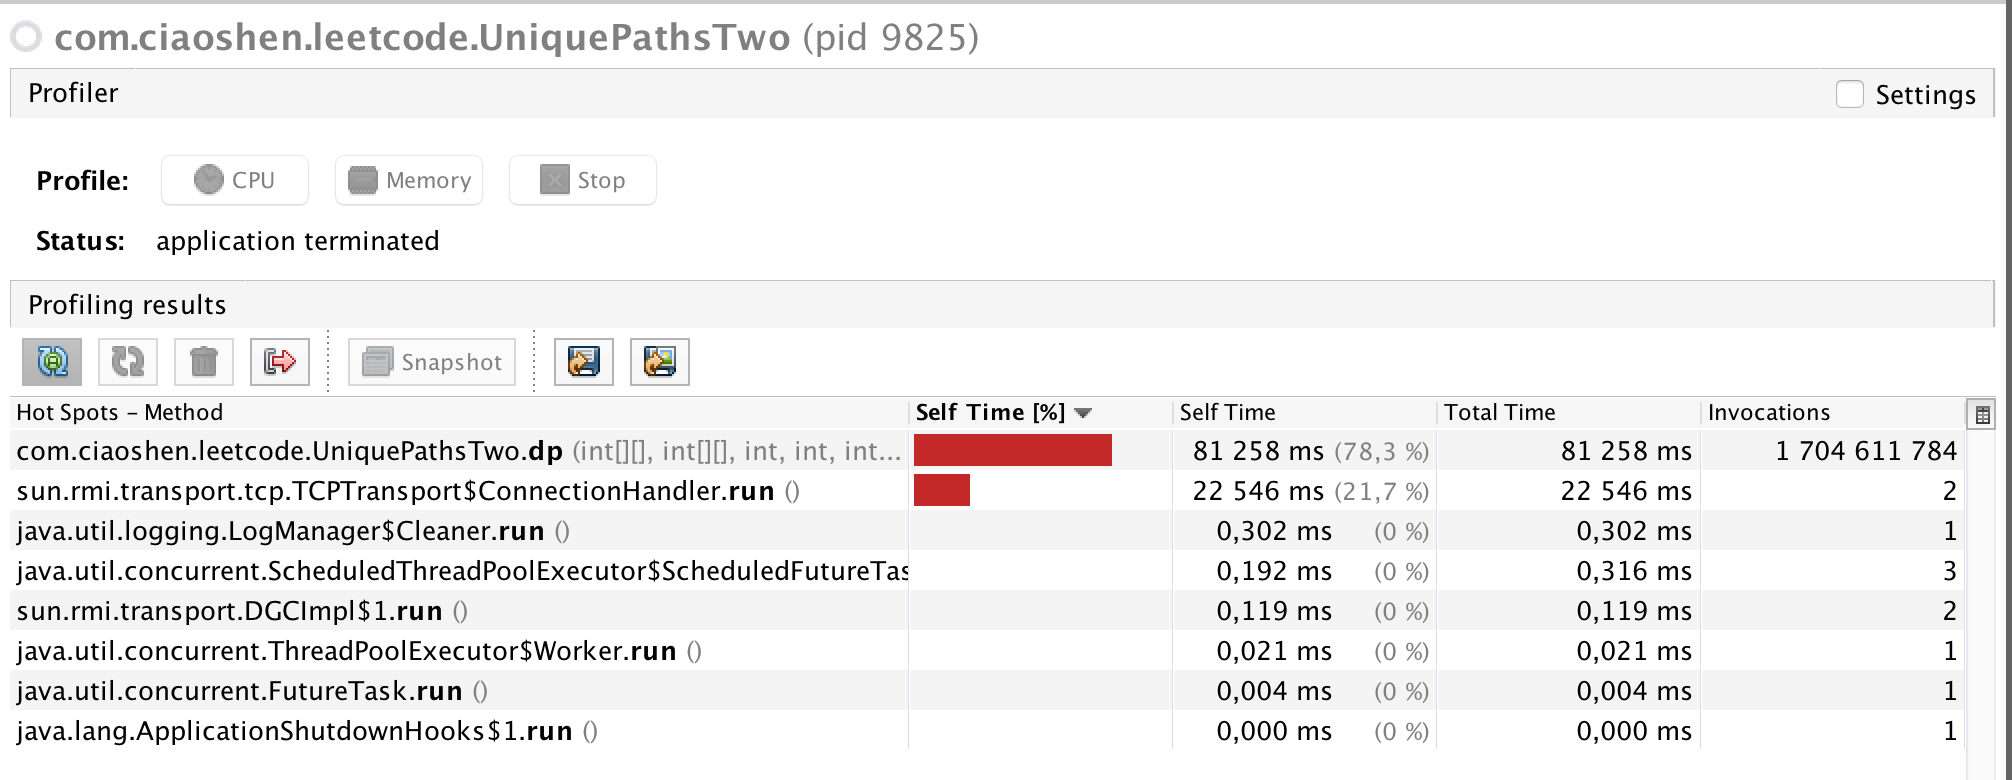 com.ciaoshen.leetcode.UniquePathsTwo (pid 9825)
Profiler Settings
Profile: CPU Memory Stop
Status: application terminated
Profiling results
Snapshot
Hot Spots – Method Self Time [%] Self Time Total Time Invocations
com.ciaoshen.leetcode.UniquePathsTwo.dp (int[][], int[][], int, int, int... 81 258 ms (78,3 %) 81 258 ms 1 704 611 784
sun.rmi.transport.tcp.TCPTransport$ConnectionHandler.run () 22 546 ms (21,7 %) 22 546 ms 2
java.util.logging.LogManager$Cleaner.run () 0,302 ms (0 %) 0,302 ms 1
java.util.concurrent.ScheduledThreadPoolExecutor$ScheduledFutureTas 0,192 ms (0 %) 0,316 ms 3
sun.rmi.transport.DGCImpl$1.run () 0,119 ms (0 %) 0,119 ms 2
java.util.concurrent.ThreadPoolExecutor$Worker.run () 0,021 ms (0 %) 0,021 ms 1
java.util.concurrent.FutureTask.run () 0,004 ms (0 %) 0,004 ms 1
java.lang.ApplicationShutdownHooks$1.run () 0,000 ms (0 %) 0,000 ms 1